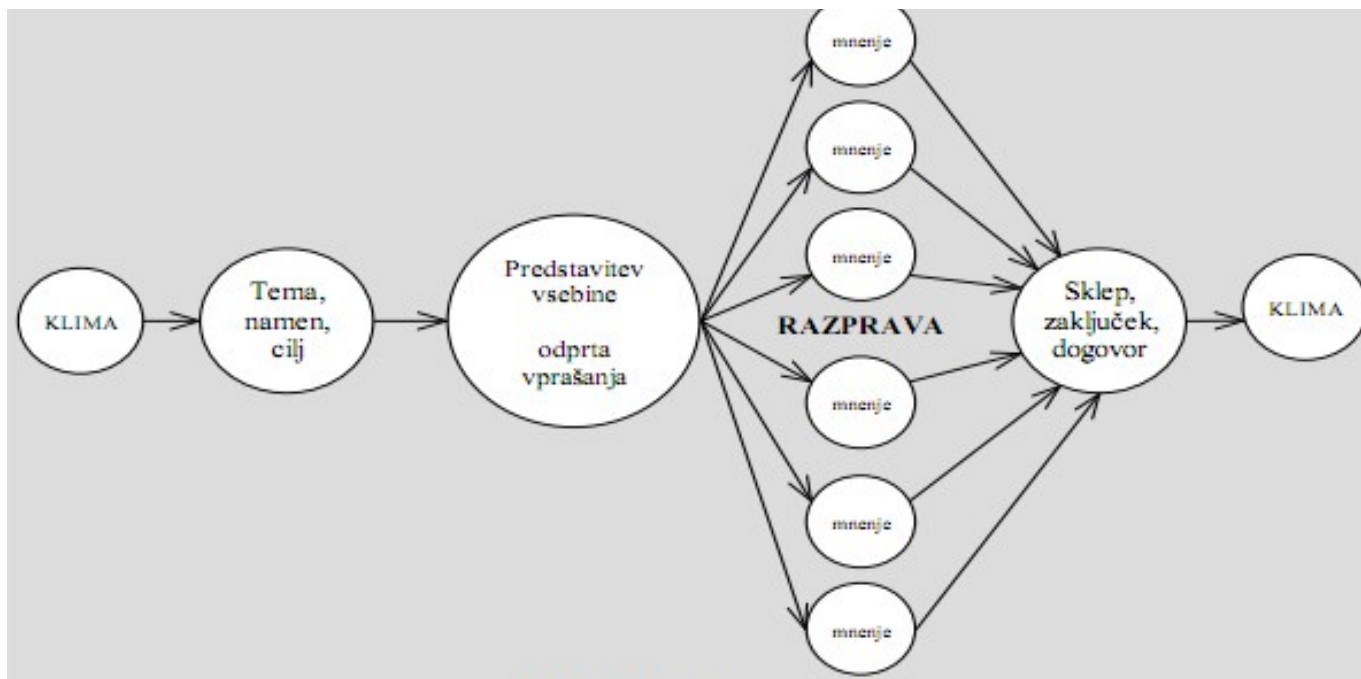 KLIMA
Tema,
namen,
cilj
Predstavitev
vsebine
odprta
vprašanja
mnenje
mnenje
mnenje
RAZPRAVA
mnenje
mnenje
mnenje
Sklep,
zaključek,
dogovor
KLIMA